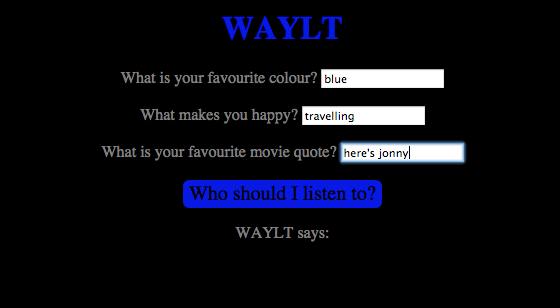 WAYLT
What is your favourite colour? blue
What makes you happy? travelling
What is your favourite movie quote? here's jonny
Who should I listen to?
WAYLT says: